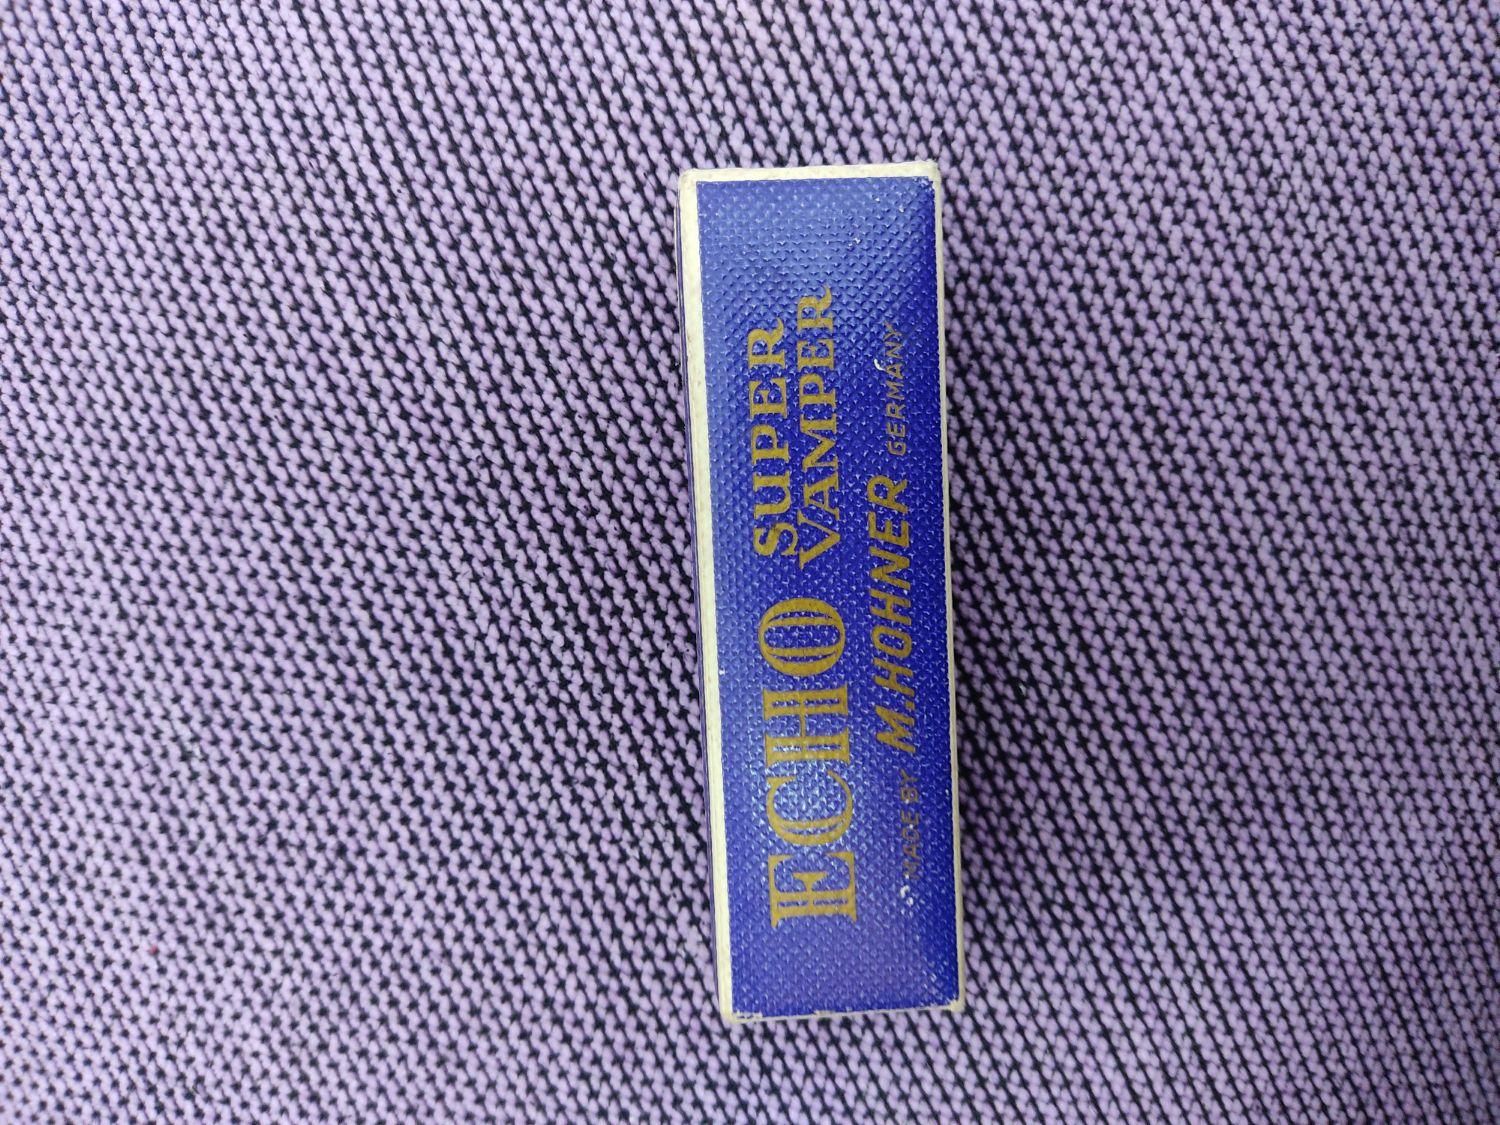 ECHO SUPER
VAMPER
MADE BY M. HOHNER GERMANY